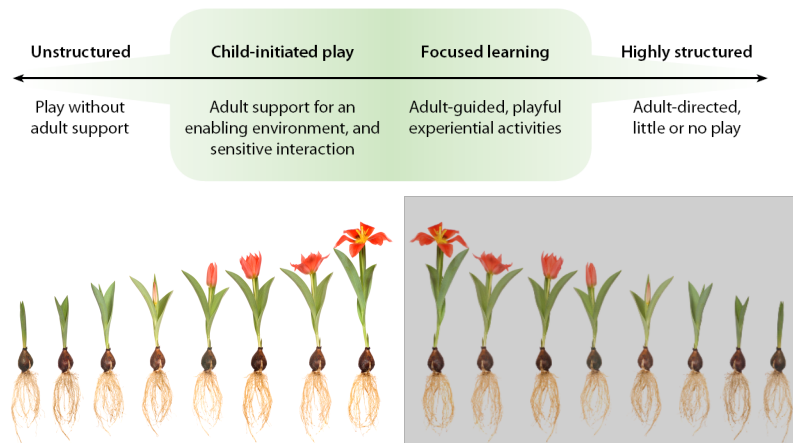 Unstructured
Child-initiated play
Focused learning
Highly structured
Play without
adult support
Adult support for an
enabling environment, and
sensitive interaction
Adult-guided, playful
experiential activities
Adult-directed,
little or no play